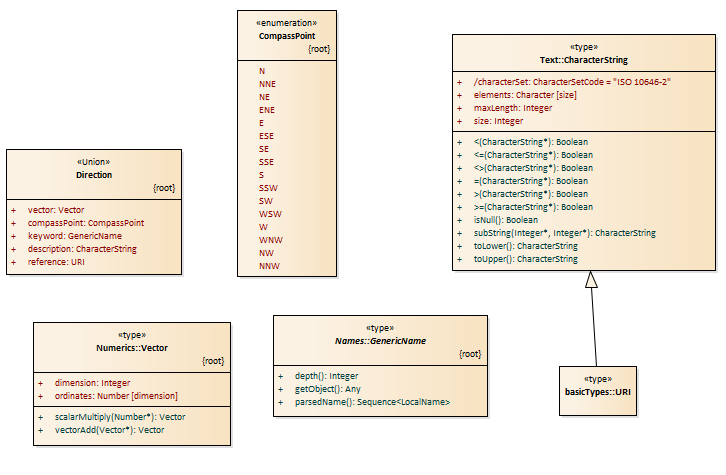 «enumeration»
CompassPoint
{root}
N
NNE
NE
ENE
E
ESE
SE
SSE
S
SSW
SW
WSW
W
WNW
NW
NNW
«type»
Text::CharacterString
+ /characterSet: CharacterSetCode = "ISO 10646-2"
+ elements: Character [size]
+ maxLength: Integer
+ size: Integer
+ <(CharacterString*): Boolean
+ <=(CharacterString*): Boolean
+ <>(CharacterString*): Boolean
+ =(CharacterString*): Boolean
+ >(CharacterString*): Boolean
+ >=(CharacterString*): Boolean
+ isNull(): Boolean
+ subString(Integer*, Integer*): CharacterString
+ toLower(): CharacterString
+ toUpper(): CharacterString
«Union»
Direction
{root}
+ vector: Vector
+ compassPoint: CompassPoint
+ keyword: GenericName
+ description: CharacterString
+ reference: URI
«type»
Numerics::Vector
{root}
+ dimension: Integer
+ ordinates: Number [dimension]
+ scalarMultiply(Number*): Vector
+ vectorAdd(Vector*): Vector
«type»
Names::GenericName
{root}
+ depth(): Integer
+ getObject(): Any
+ parsedName(): Sequence<LocalName>
«type»
basicTypes::URI